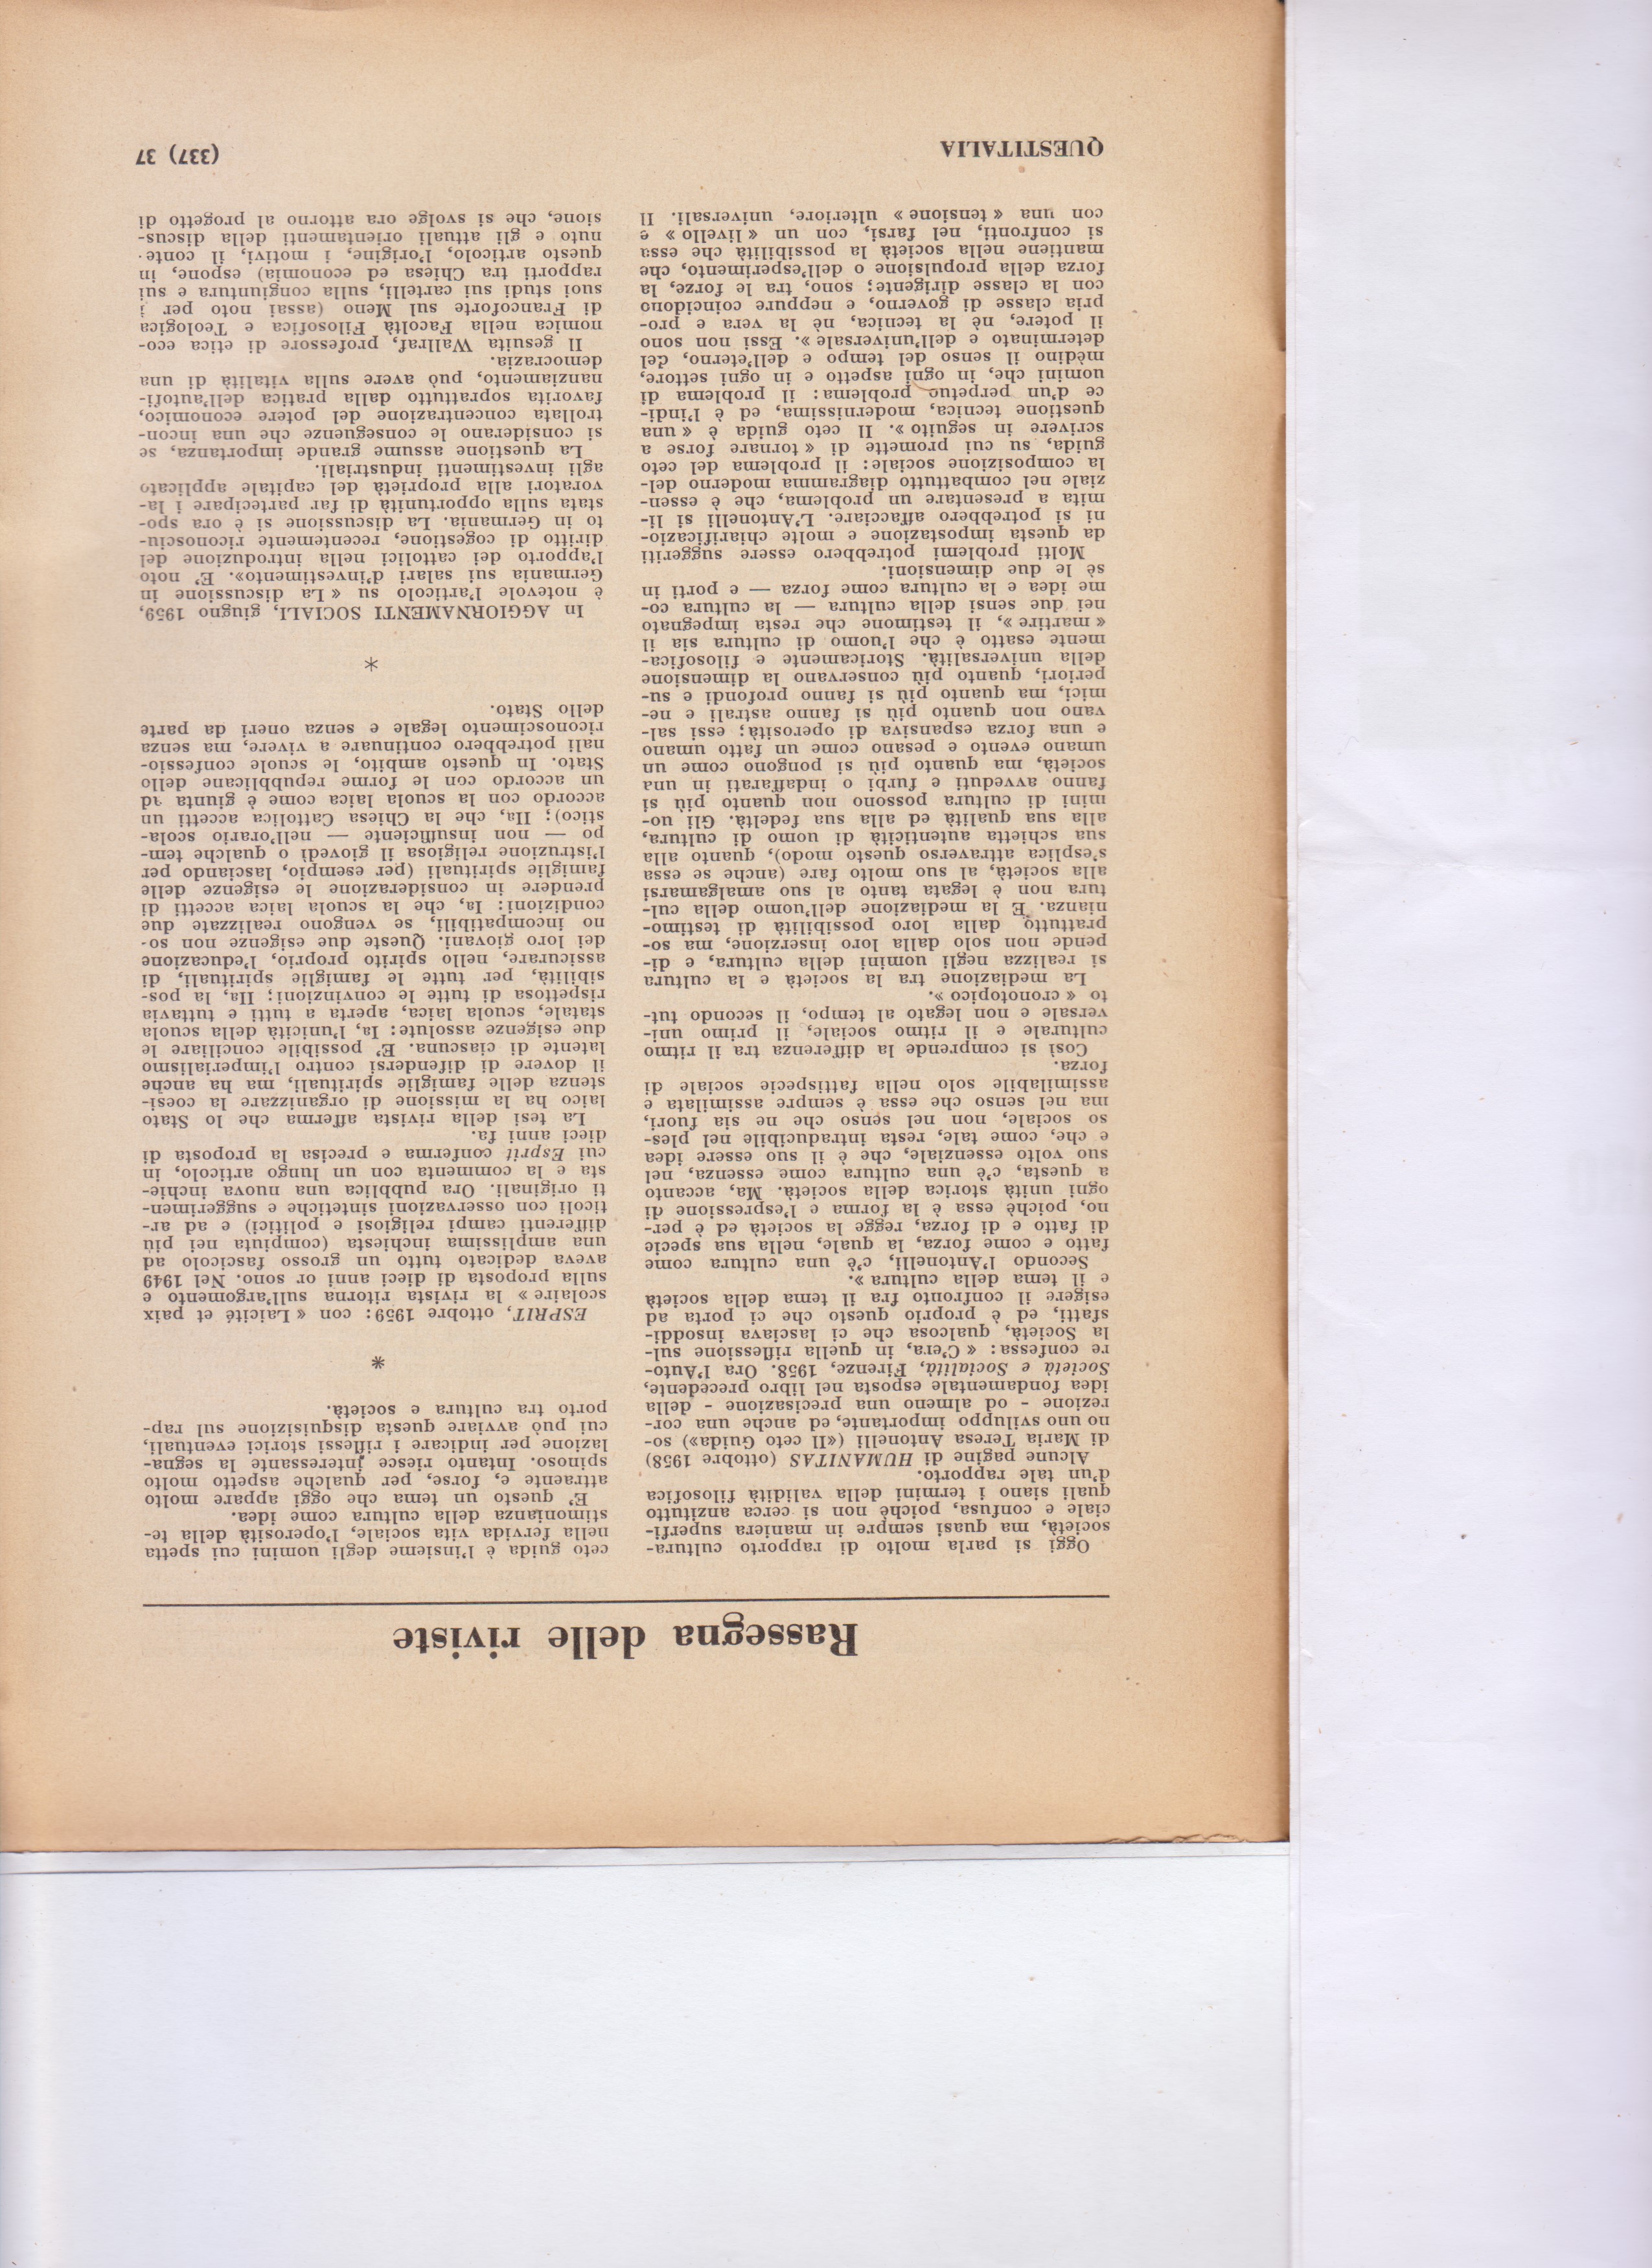 Rassegna delle riviste
Oggi si parla molto di rapporto cultura-
società, ma quasi sempre in maniera superfi-
ciale e confusa, poichè non si cerca anzitutto
quali siano i termini della validità filosofica
d'un tale rapporto.
Alcune pagine di HUMANITAS (ottobre 1958)
di Maria Teresa Antonelli («Il ceto Guida») so-
no uno sviluppo importante, ed anche una cor-
rezione - od almeno una precisazione - della
idea fondamentale esposta nel libro precedente,
Società e Socialità, Firenze, 1958. Ora l'Auto-
re confessa: « C'era, in quella riflessione sul-
la Società, qualcosa che ci lasciava insoddi-
sfatti, ed è proprio questo che ci porta ad
esigere il confronto fra il tema della società
e il tema della cultura ».
Secondo l'Antonelli, c'è una cultura come
fatto e come forza, la quale, nella sua specie
di fatto e di forza, regge la società ed è per-
no, poichè essa è la forma e l'espressione di
ogni unità storica della società. Ma, accanto
a questa, c'è una cultura come essenza, nel
suo volto essenziale, che è il suo essere idea
e che, come tale, resta intraducibile nel ples-
so sociale, non nel senso che ne sia fuori,
ma nel senso che essa è sempre assimilata e
assimilabile solo nella fattispecie sociale di
forza.
Così si comprende la differenza tra il ritmo
culturale e il ritmo sociale, il primo uni-
versale e non legato al tempo, il secondo tut-
to « cronotopico ».
La mediazione tra la società e la cultura
si realizza negli uomini della cultura, e di-
pende non solo dalla loro inserzione, ma so-
prattutto dalla loro possibilità di testimo-
nianza. È la mediazione dell'uomo della cul-
tura non è legata tanto al suo amalgamarsi
alla società, al suo molto fare (anche se essa
s'esplica attraverso questo modo), quanto alla
sua schietta autenticità di uomo di cultura,
alla sua qualità ed alla sua fedeltà. Gli uo-
mini di cultura possono non quanto più si
fanno avveduti e furbi o indaffarati in una
società, ma quanto più si pongono come un
umano evento e pesano come un fatto umano
e una forza espansiva di operosità; essi sal-
vano non quanto più si fanno astrali e ne-
mici, ma quanto più si fanno profondi e su-
periori, quanto più conservano la dimensione
della universalità. Storicamente e filosofica-
mente esatto è che l'uomo di cultura sia il
« martire », il testimone che resta impegnato
nei due sensi della cultura — la cultura co-
me idea e la cultura come forza — e porti in
sè le due dimensioni.
Molti problemi potrebbero essere suggeriti
da questa impostazione e molte chiarificazio-
ni si potrebbero affacciare. L'Antonelli si li-
mita a presentare un problema, che è essen-
ziale nel combattutto diagramma moderno del-
la composizione sociale: il problema del ceto
guida, su cui promette di « tornare forse a
scrivere in seguito ». Il ceto guida è « una
questione tecnica, modernissima, ed è l'indi-
ce d'un perpetuo problema: il problema di
uomini che, in ogni aspetto e in ogni settore,
mèdino il senso del tempo e dell'eterno, del
determinato e dell'universale ». Essi non sono
il potere, nè la tecnica, nè la vera e pro-
pria classe di governo, e neppure coincidono
con la classe dirigente; sono, tra le forze, la
forza della propulsione o dell'esperimento, che
mantiene nella società la possibilità che essa
si confronti, nel farsi, con un « livello » e
con una « tensione » ulteriore, universali. Il
ceto guida è l'insieme degli uomini cui spetta
nella fervida vita sociale, l'operosità della te-
stimonianza della cultura come idea.
E' questo un tema che oggi appare molto
attraente e, forse, per qualche aspetto molto
spinoso. Intanto riesce interessante la segna-
lazione per indicare i riflessi storici eventuali,
cui può avviare questa disquisizione sul rap-
porto tra cultura e società.
*
ESPRIT, ottobre 1959: con « Laïcité et paix
scolaire » la rivista ritorna sull'argomento e
sulla proposta di dieci anni or sono. Nel 1949
aveva dedicato tutto un grosso fascicolo ad
una amplissima inchiesta (compiuta nei più
differenti campi religiosi e politici) e ad ar-
ticoli con osservazioni sintetiche e suggerimen-
ti originali. Ora pubblica una nuova inchie-
sta e la commenta con un lungo articolo, in
cui Esprit conferma e precisa la proposta di
dieci anni fa.
La tesi della rivista afferma che lo Stato
laico ha la missione di organizzare la coesi-
stenza delle famiglie spirituali, ma ha anche
il dovere di difendersi contro l'imperialismo
latente di ciascuna. E' possibile conciliare le
due esigenze assolute: Ia, l'unicità della scuola
statale, scuola laica, aperta a tutti e tuttavia
rispettosa di tutte le convinzioni; IIa, la pos-
sibilità, per tutte le famiglie spirituali, di
assicurare, nello spirito proprio, l'educazione
dei loro giovani. Queste due esigenze non so-
no incompatibili, se vengono realizzate due
condizioni: Ia, che la scuola laica accetti di
prendere in considerazione le esigenze delle
famiglie spirituali (per esempio, lasciando per
l'istruzione religiosa il giovedì o qualche tem-
po — non insufficiente — nell'orario scola-
stico); IIa, che la Chiesa Cattolica accetti un
accordo con la scuola laica come è giunta ad
un accordo con le forme repubblicane dello
Stato. In questo ambito, le scuole confessio-
nali potrebbero continuare a vivere, ma senza
riconoscimento legale e senza oneri da parte
dello Stato.
*
In AGGIORNAMENTI SOCIALI, giugno 1959,
è notevole l'articolo su « La discussione in
Germania sui salari d'investimento». E' noto
l'apporto dei cattolici nella introduzione del
diritto di cogestione, recentemente riconosciu-
to in Germania. La discussione si è ora spo-
stata sulla opportunità di far partecipare i la-
voratori alla proprietà del capitale applicato
agli investimenti industriali.
La questione assume grande importanza, se
si considerano le conseguenze che una incon-
trollata concentrazione del potere economico,
favorita soprattutto dalla pratica dell'autofi-
nanziamento, può avere sulla vitalità di una
democrazia.
Il gesuita Wallraf, professore di etica eco-
nomica nella Facoltà Filosofica e Teologica
di Francoforte sul Meno (assai noto per i
suoi studi sui cartelli, sulla congiuntura e sui
rapporti tra Chiesa ed economia) espone, in
questo articolo, l'origine, i motivi, il conte-
nuto e gli attuali orientamenti della discus-
sione, che si svolge ora attorno al progetto di
QUESTITALIA
(337) 37